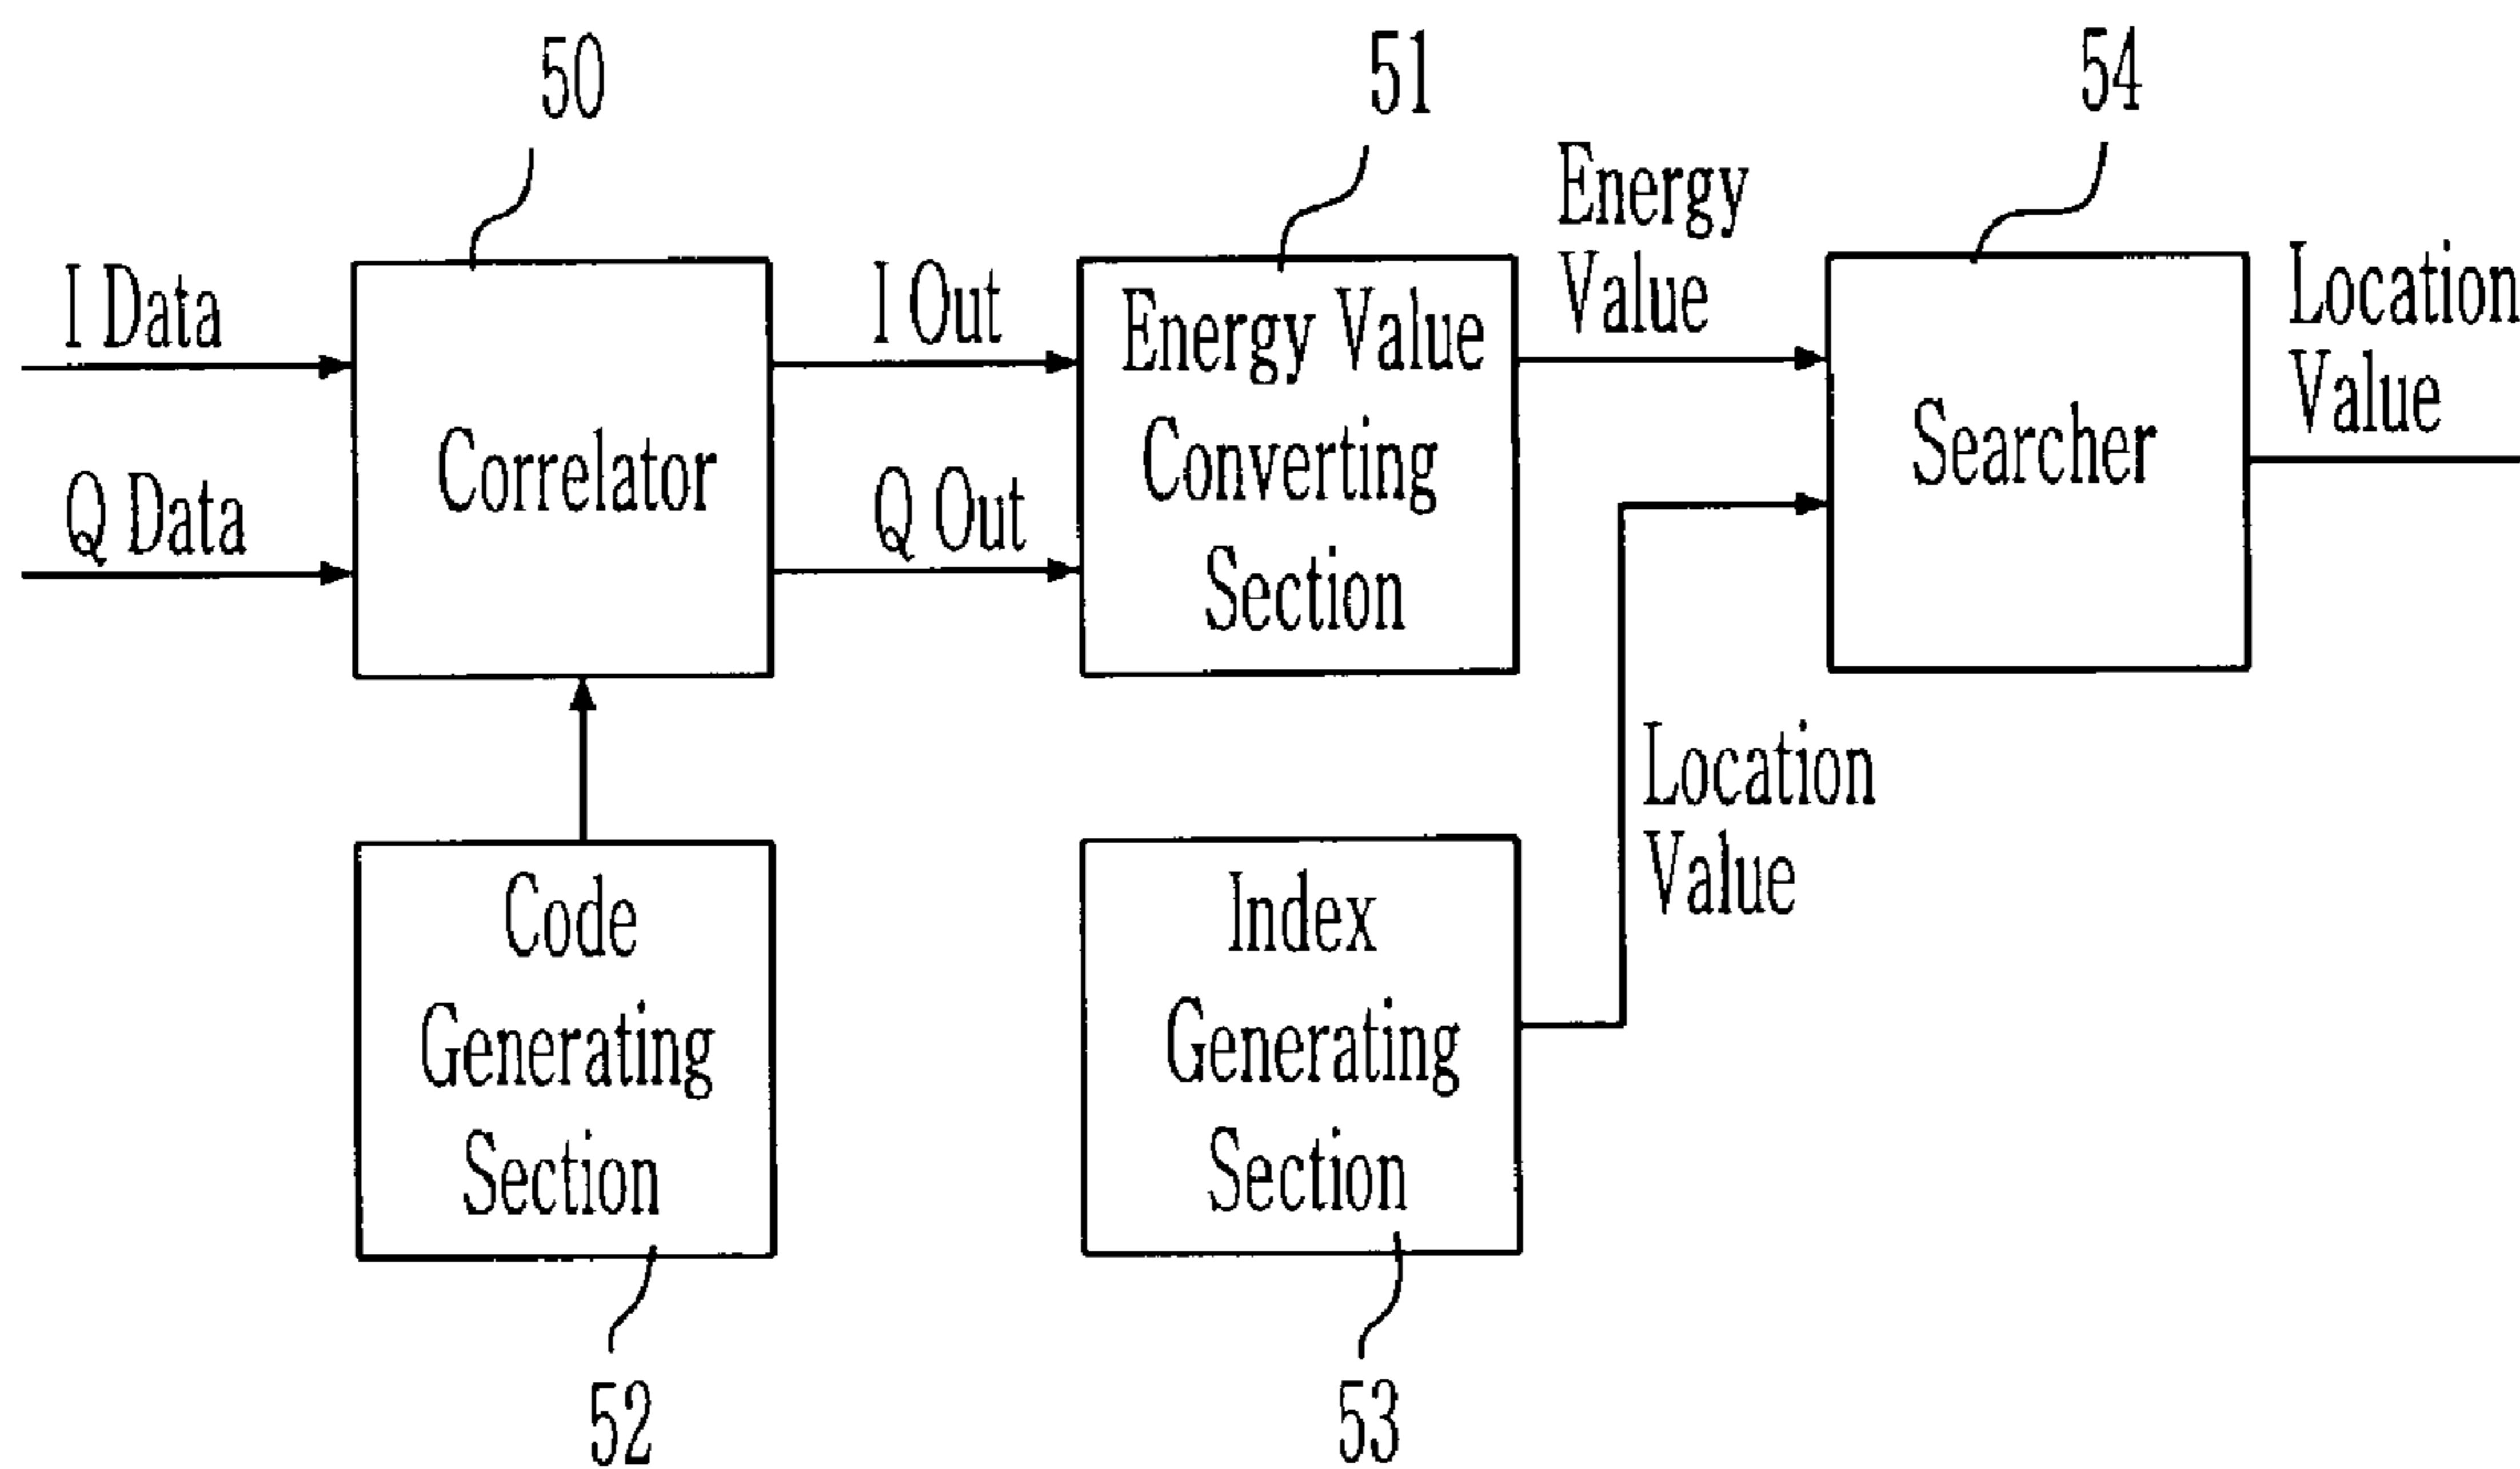 50
51
54
Energy
Value
I Data
I Out
Energy Value
Converting
Section
Location
Value
Q Data
Correlator
Q Out
Searcher
Location
Value
Code
Generating
Section
Index
Generating
Section
52
53